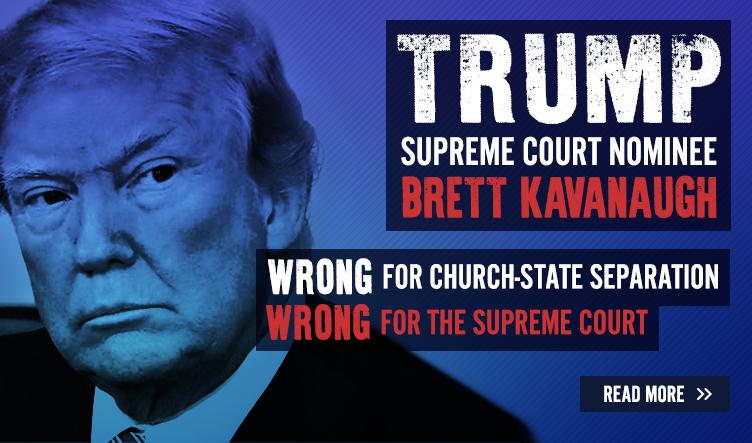 TRUMP
SUPREME COURT NOMINEE
BRETT KAVANAUGH
WRONG FOR CHURCH-STATE SEPARATION
WRONG FOR THE SUPREME COURT
READ MORE >>